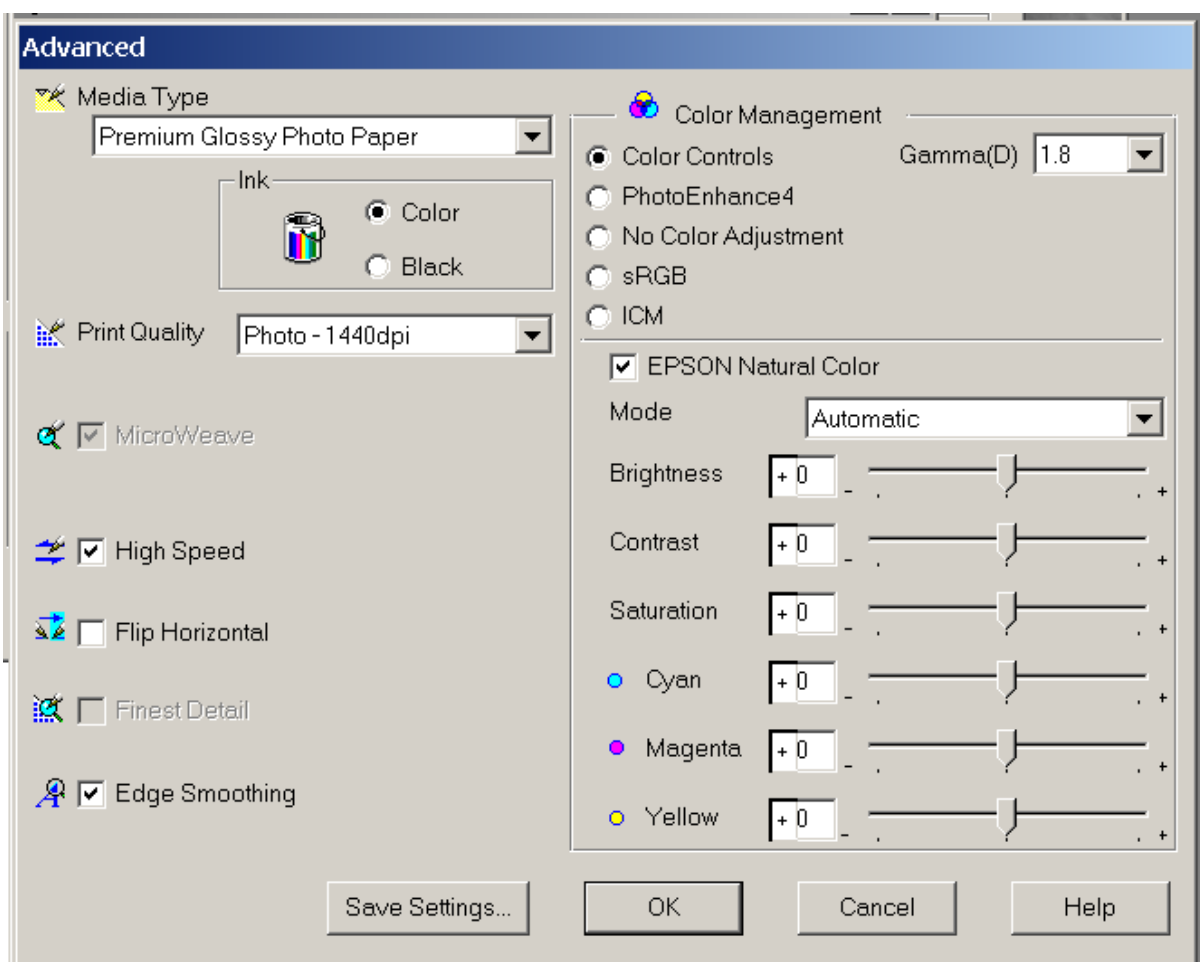 Advanced
Media Type
Premium Glossy Photo Paper
Ink
Color
Black
Print Quality
Photo - 1440dpi
MicroWeave
High Speed
Flip Horizontal
Finest Detail
Edge Smoothing
Color Management
Color Controls
Gamma(D)
1.8
PhotoEnhance4
No Color Adjustment
sRGB
ICM
EPSON Natural Color
Mode
Automatic
Brightness + 0 - +
Contrast + 0 - +
Saturation + 0 - +
Cyan + 0 - +
Magenta + 0 - +
Yellow + 0 - +
Save Settings...
OK
Cancel
Help